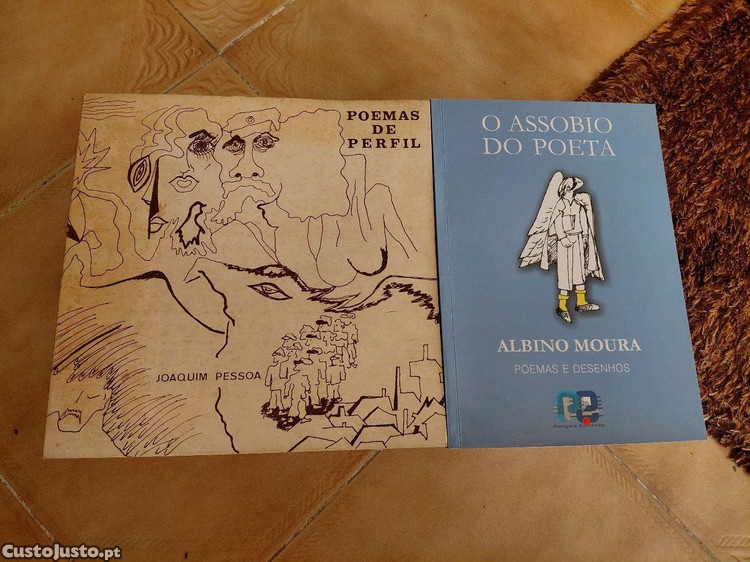 POEMAS
DE
PERFIL
JOAQUIM PESSOA
O ASSOBIO
DO POETA
ALBINO MOURA
POEMAS E DESENHOS
CustoJusto.pt